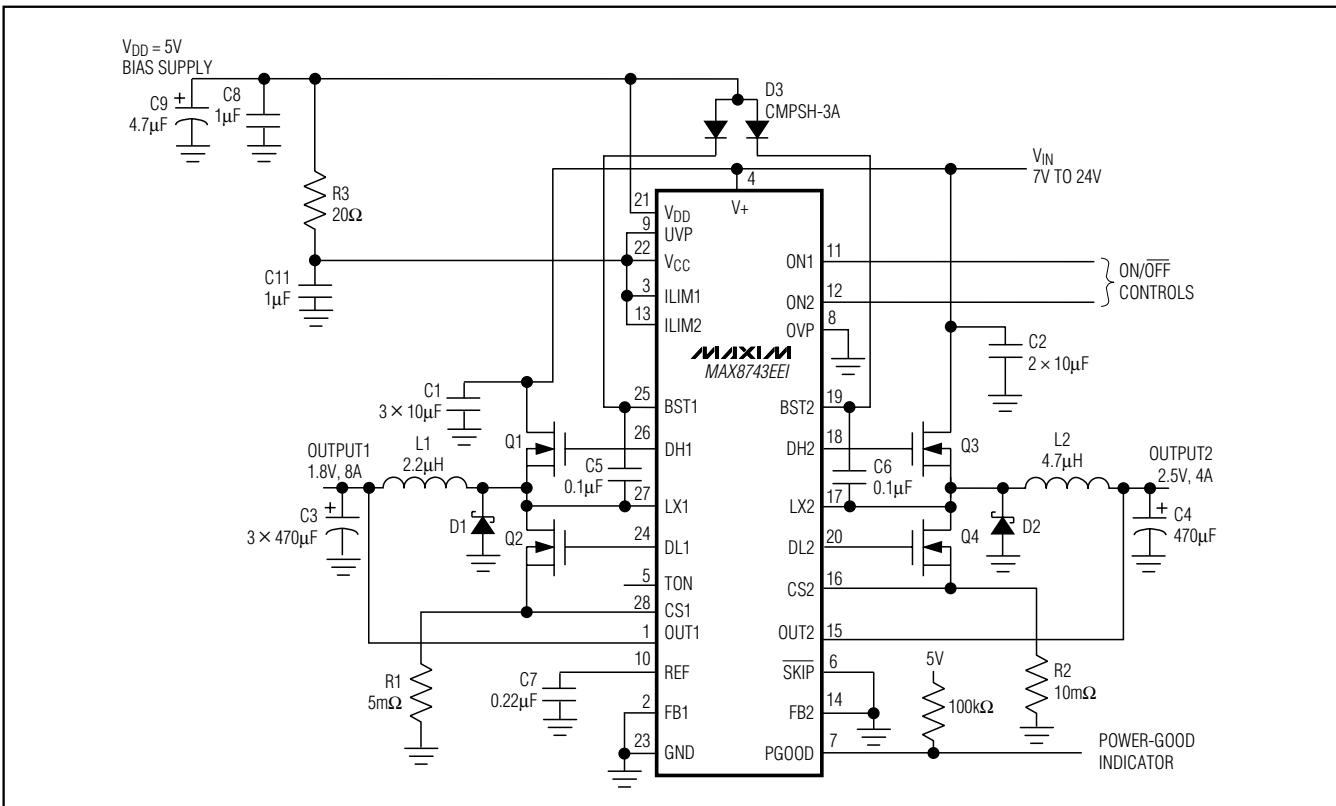 VDD = 5V
BIAS SUPPLY
C9
+
4.7µF
C8
1µF
D3
CMPSH-3A
R3
20Ω
VIN
7V TO 24V
4
V+
21
VDD
9
UVP
22
VCC
3
ILIM1
13
ILIM2
C11
1µF
ON1
11
ON2
12
ON/OFF
CONTROLS
OVP
8
MAXIM
MAX8743EEI
C2
2 × 10µF
C1
3 × 10µF
25
BST1
BST2
19
Q1
26
DH1
DH2
18
Q3
OUTPUT1
1.8V, 8A
L1
2.2µH
C5
0.1µF
C6
0.1µF
L2
4.7µH
OUTPUT2
2.5V, 4A
27
LX1
LX2
17
+
C3
3 × 470µF
D1
Q2
D2
Q4
+
C4
470µF
24
DL1
DL2
20
5
TON
CS2
16
28
CS1
1
OUT1
OUT2
15
10
REF
SKIP
6
R1
5mΩ
C7
0.22µF
5V
100kΩ
R2
10mΩ
2
FB1
FB2
14
23
GND
PGOOD
7
POWER-GOOD
INDICATOR